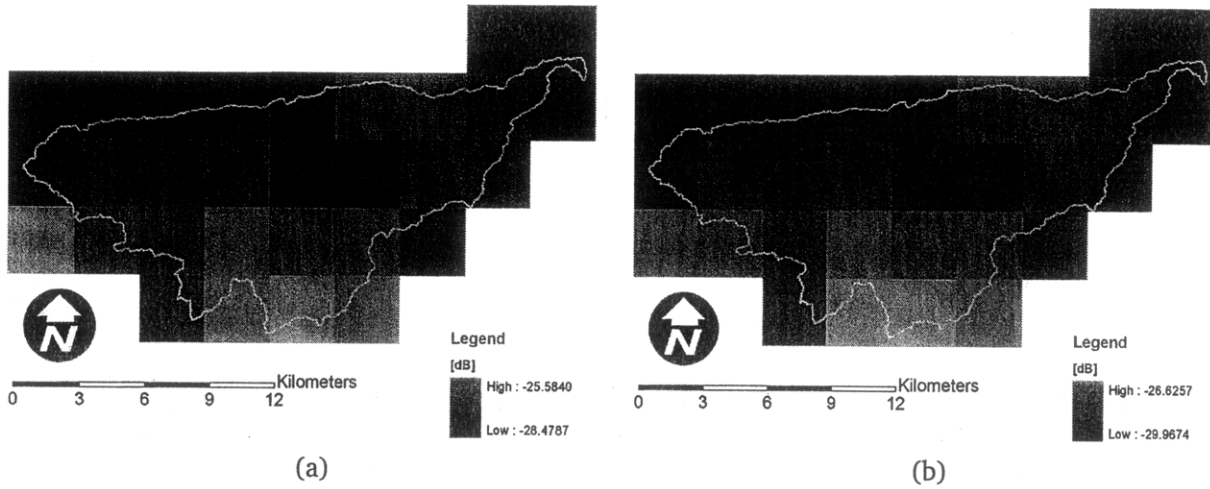 N
Kilometers
0 3 6 9 12
Legend
[dB]
High : -25.5840
Low : -28.4787
(a)
N
Kilometers
0 3 6 9 12
Legend
[dB]
High : -26.6257
Low : -29.9674
(b)